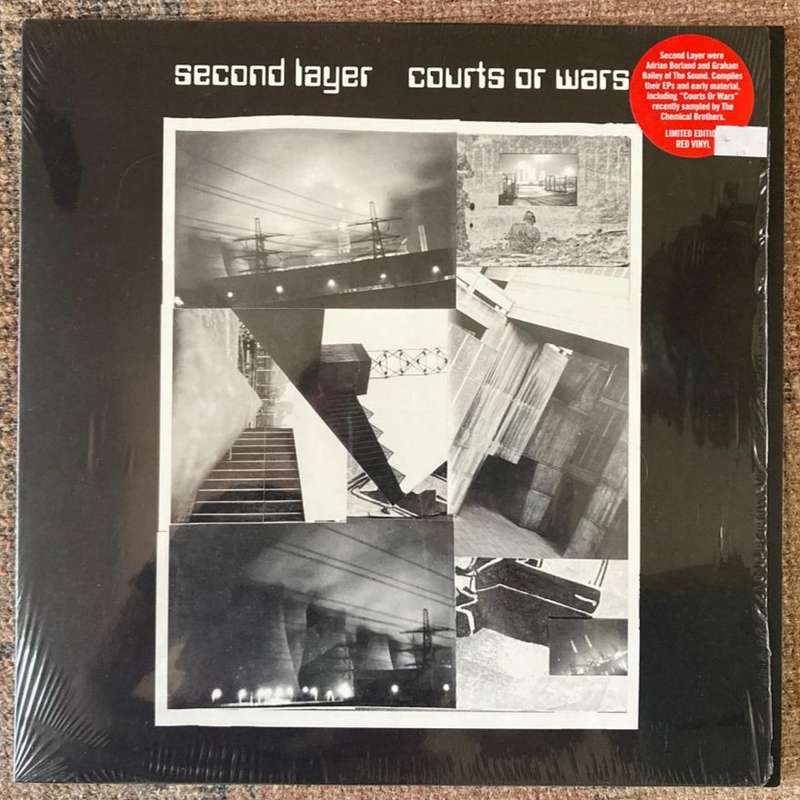 second layer courts or wars
Second Layer were
Adrian Borland and Graham
Bailey of The Sound. Compiles
their EPs and early material,
including "Courts Or Wars"
recently sampled by The
Chemical Brothers.
LIMITED EDITIO
RED VINYL